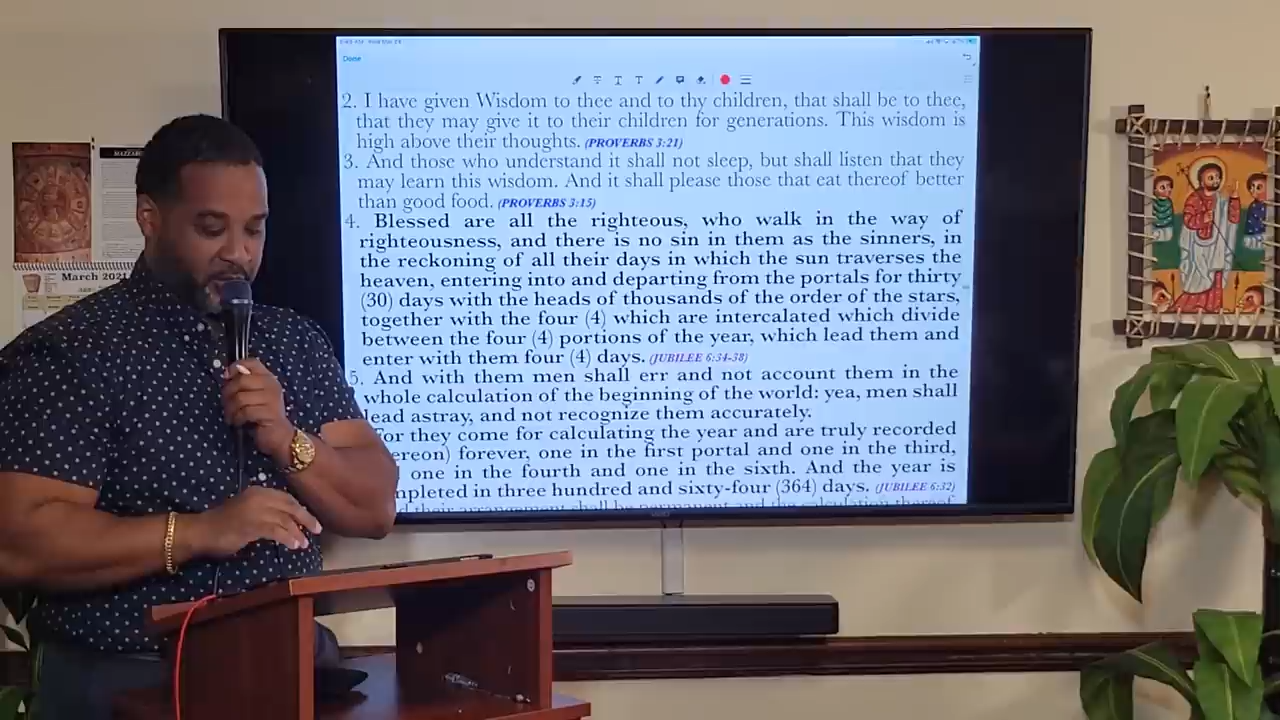 Done
2. I have given Wisdom to thee and to thy children, that shall be to thee,
that they may give it to their children for generations. This wisdom is
high above their thoughts. (PROVERBS 3:21)
3. And those who understand it shall not sleep, but shall listen that they
may learn this wisdom. And it shall please those that eat thereof better
than good food. (PROVERBS 3:15)
4. Blessed are all the righteous, who walk in the way of
righteousness, and there is no sin in them as the sinners, in
the reckoning of all their days in which the sun traverses the
heaven, entering into and departing from the portals for thirty
(30) days with the heads of thousands of the order of the stars,
together with the four (4) which are intercalated which divide
between the four (4) portions of the year, which lead them and
enter with them four (4) days. (JUBILEE 6:34-38)
5. And with them men shall err and not account them in the
whole calculation of the beginning of the world: yea, men shall
lead astray, and not recognize them accurately.
for they come for calculating the year and are truly recorded
ereon) forever, one in the first portal and one in the third,
one in the fourth and one in the sixth. And the year is
mpleted in three hundred and sixty-four (364) days. (JUBILEE 6:32)
their arrangement shall be permanent and the calculation thereof
March 2021